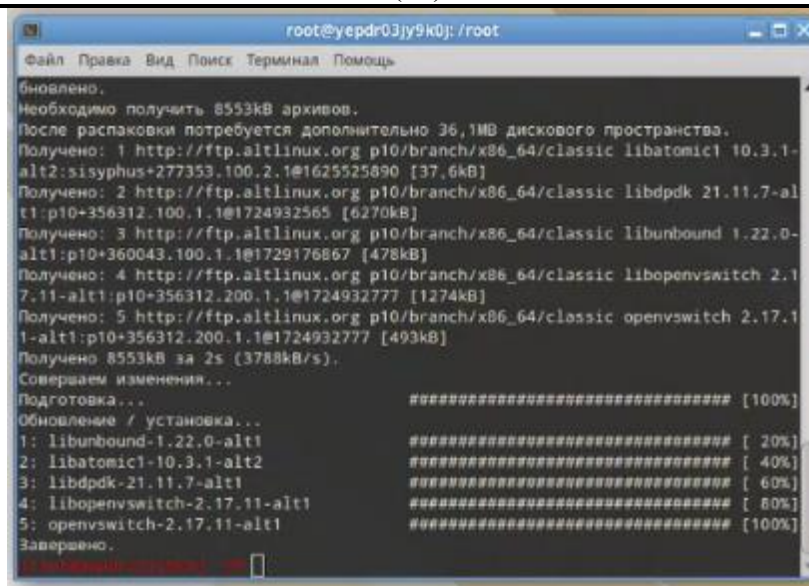 root@yepdr03jy9k0j: /root
Файл Правка Вид Поиск Терминал Помощь
бновлено.
Необходимо получить 8553kB архивов.
После распаковки потребуется дополнительно 36,1MB дискового пространства.
Получено: 1 http://ftp.altlinux.org p10/branch/x86_64/classic libatomic1 10.3.1-
alt2:sisyphus+277353.100.2.1@1625525890 [37,6kB]
Получено: 2 http://ftp.altlinux.org p10/branch/x86_64/classic libdpdk 21.11.7-al
t1:p10+356312.100.1.1@1724932565 [6270kB]
Получено: 3 http://ftp.altlinux.org p10/branch/x86_64/classic libunbound 1.22.0-
alt1:p10+360043.100.1.1@1729176867 [478kB]
Получено: 4 http://ftp.altlinux.org p10/branch/x86_64/classic libopenvswitch 2.1
7.11-alt1:p10+356312.200.1.1@1724932777 [1274kB]
Получено: 5 http://ftp.altlinux.org p10/branch/x86_64/classic openvswitch 2.17.1
1-alt1:p10+356312.200.1.1@1724932777 [493kB]
Получено 8553kB за 2s (3788kB/s).
Совершаем изменения...
Подготовка... ################################# [100%]
Обновление / установка...
1: libunbound-1.22.0-alt1 ################################# [ 20%]
2: libatomic1-10.3.1-alt2 ################################# [ 40%]
3: libdpdk-21.11.7-alt1 ################################# [ 60%]
4: libopenvswitch-2.17.11-alt1 ################################# [ 80%]
5: openvswitch-2.17.11-alt1 ################################# [100%]
Завершено.